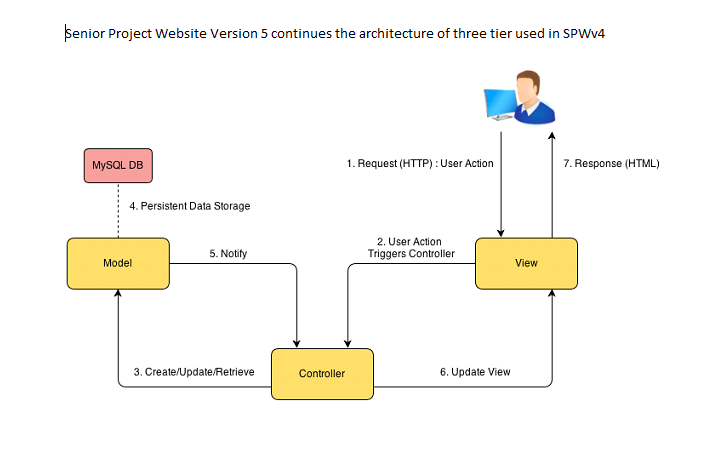 Senior Project Website Version 5 continues the architecture of three tier used in SPWv4
1. Request (HTTP) : User Action
7. Response (HTML)
MySQL DB
4. Persistent Data Storage
2. User Action
Triggers Controller
5. Notify
Model
View
3. Create/Update/Retrieve
Controller
6. Update View